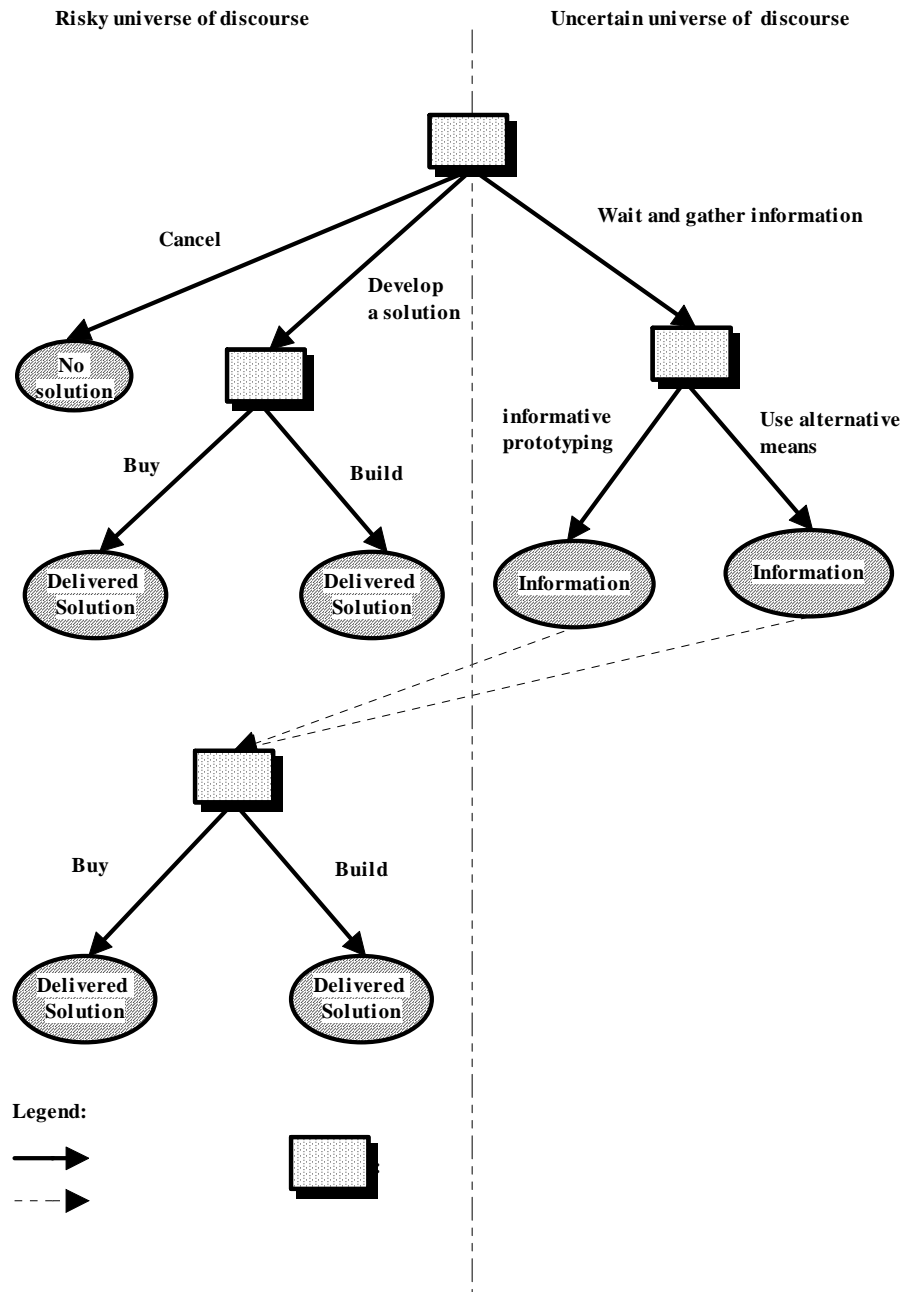 Risky universe of discourse
Uncertain universe of discourse
Cancel
Develop
a solution
Wait and gather information
No
solution
Buy
Build
informative
prototyping
Use alternative
means
Delivered
Solution
Delivered
Solution
Information
Information
Buy
Build
Delivered
Solution
Delivered
Solution
Legend:
: